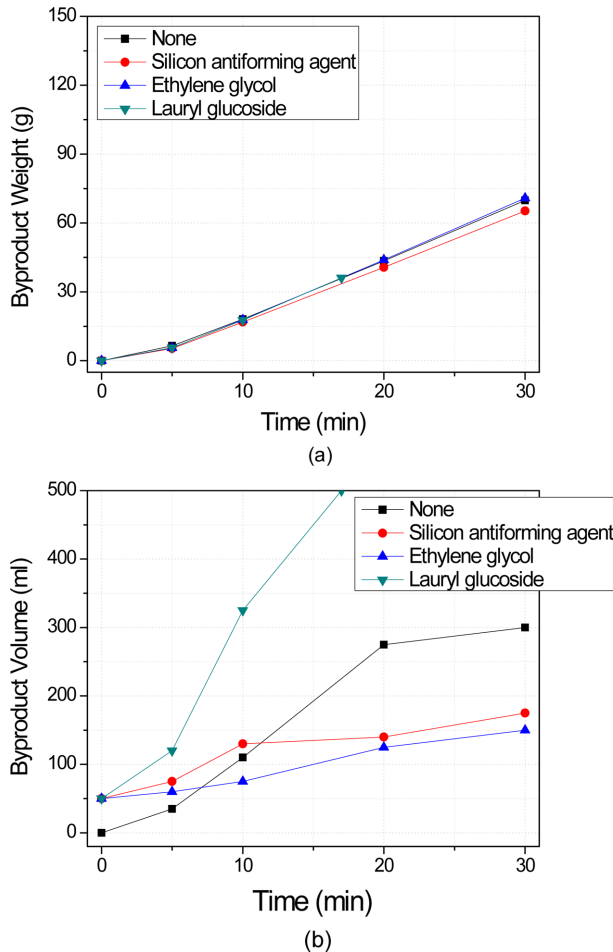 None
Silicon antiforming agent
Ethylene glycol
Lauryl glucoside
150
120
90
60
30
0
Byproduct Weight (g)
0 10 20 30
Time (min)
(a)
500
400
300
200
100
0
Byproduct Volume (ml)
None
Silicon antiforming agent
Ethylene glycol
Lauryl glucoside
0 10 20 30
Time (min)
(b)